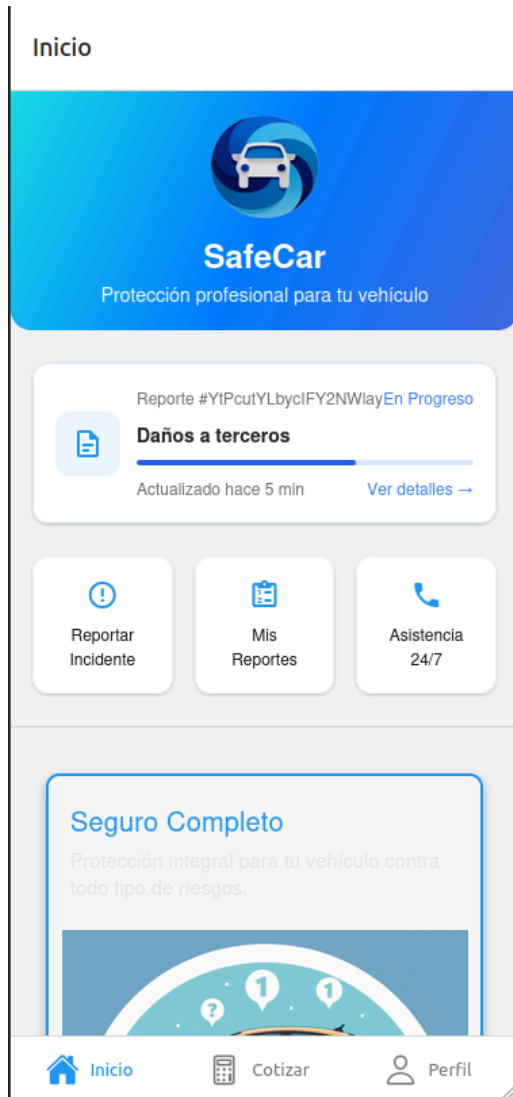 Inicio
SafeCar
Protección profesional para tu vehículo
Reporte #YtPcutYLbycIFY2NWlayEn Progreso
Daños a terceros
Actualizado hace 5 min
Ver detalles →
Reportar
Incidente
Mis
Reportes
Asistencia
24/7
Seguro Completo
Protección integral para tu vehículo contra
todo tipo de riesgos.
? 1 1
Inicio
Cotizar
Perfil